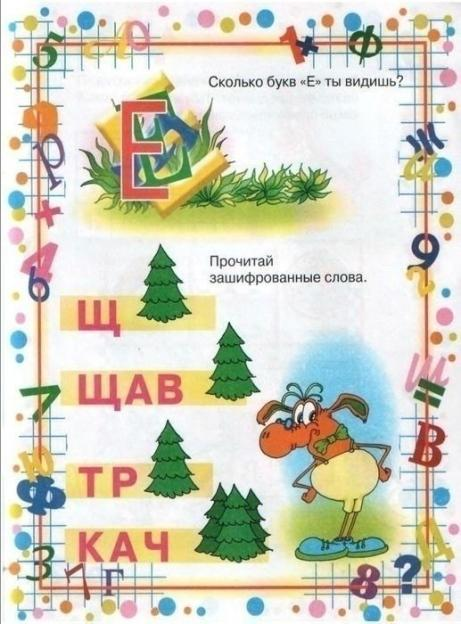 Сколько букв «Е» ты видишь?
Е
Прочитай
зашифрованные слова.
Щ
ЩАВ
ТР
КАЧ